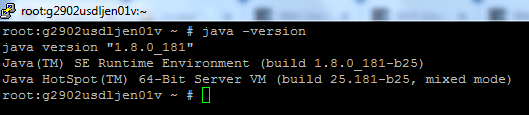 root:g2902usdljen01v:~
root:g2902usdljen01v ~ # java -version
java version "1.8.0_181"
Java(TM) SE Runtime Environment (build 1.8.0_181-b25)
Java HotSpot(TM) 64-Bit Server VM (build 25.181-b25, mixed mode)
root:g2902usdljen01v ~ #